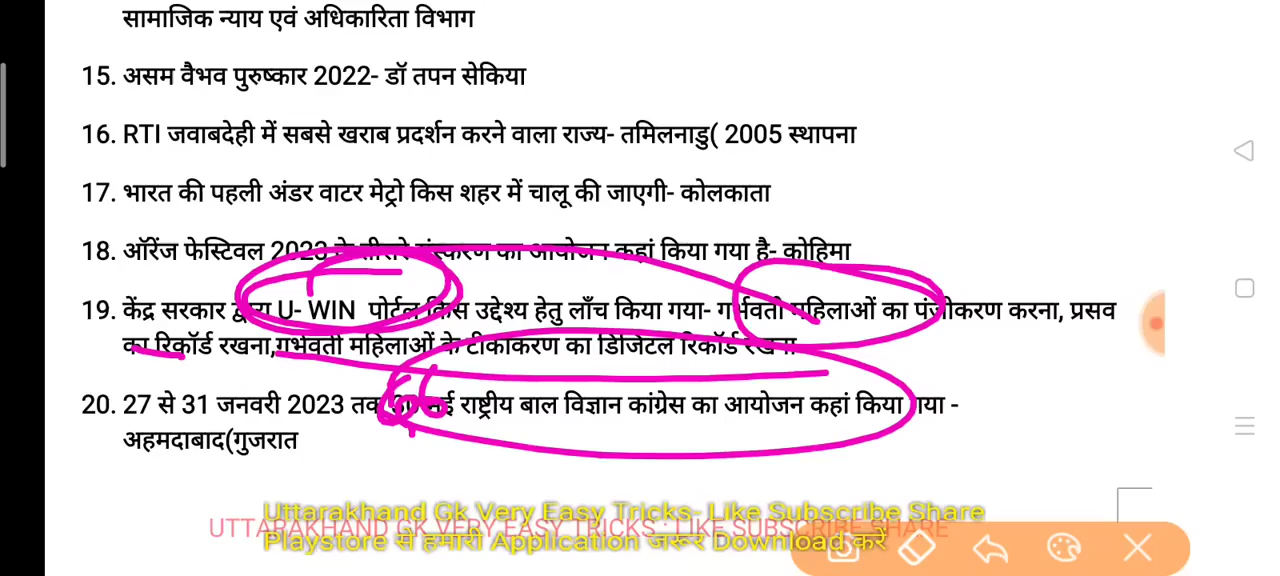 सामाजिक न्याय एवं अधिकारिता विभाग
15. असम वैभव पुरुष्कार 2022- डॉ तपन सेकिया
16. RTI जवाबदेही में सबसे खराब प्रदर्शन करने वाला राज्य- तमिलनाडु( 2005 स्थापना
17. भारत की पहली अंडर वाटर मेट्रो किस शहर में चालू की जाएगी- कोलकाता
18. ऑरेंज फेस्टिवल 2023 के तीसरे संस्करण का आयोजन कहां किया गया है- कोहिमा
19. केंद्र सरकार द्वारा U- WIN पोर्टल किस उद्देश्य हेतु लॉंच किया गया- गर्भवती महिलाओं का पंजीकरण करना, प्रसव
का रिकॉर्ड रखना,गर्भवती महिलाओं के टीकाकरण का डिजिटल रिकॉर्ड रखना
20. 27 से 31 जनवरी 2023 तक राष्ट्रीय बाल विज्ञान कांग्रेस का आयोजन कहां किया गया -
अहमदाबाद(गुजरात
Uttarakhand Gk Very Easy Tricks- Like Subscribe Share
UTTARAKHAND GK VERY EASY TRICKS : LIKE SUBSCRIBE SHARE
Playstore से हमारी Application जरूर Download करें